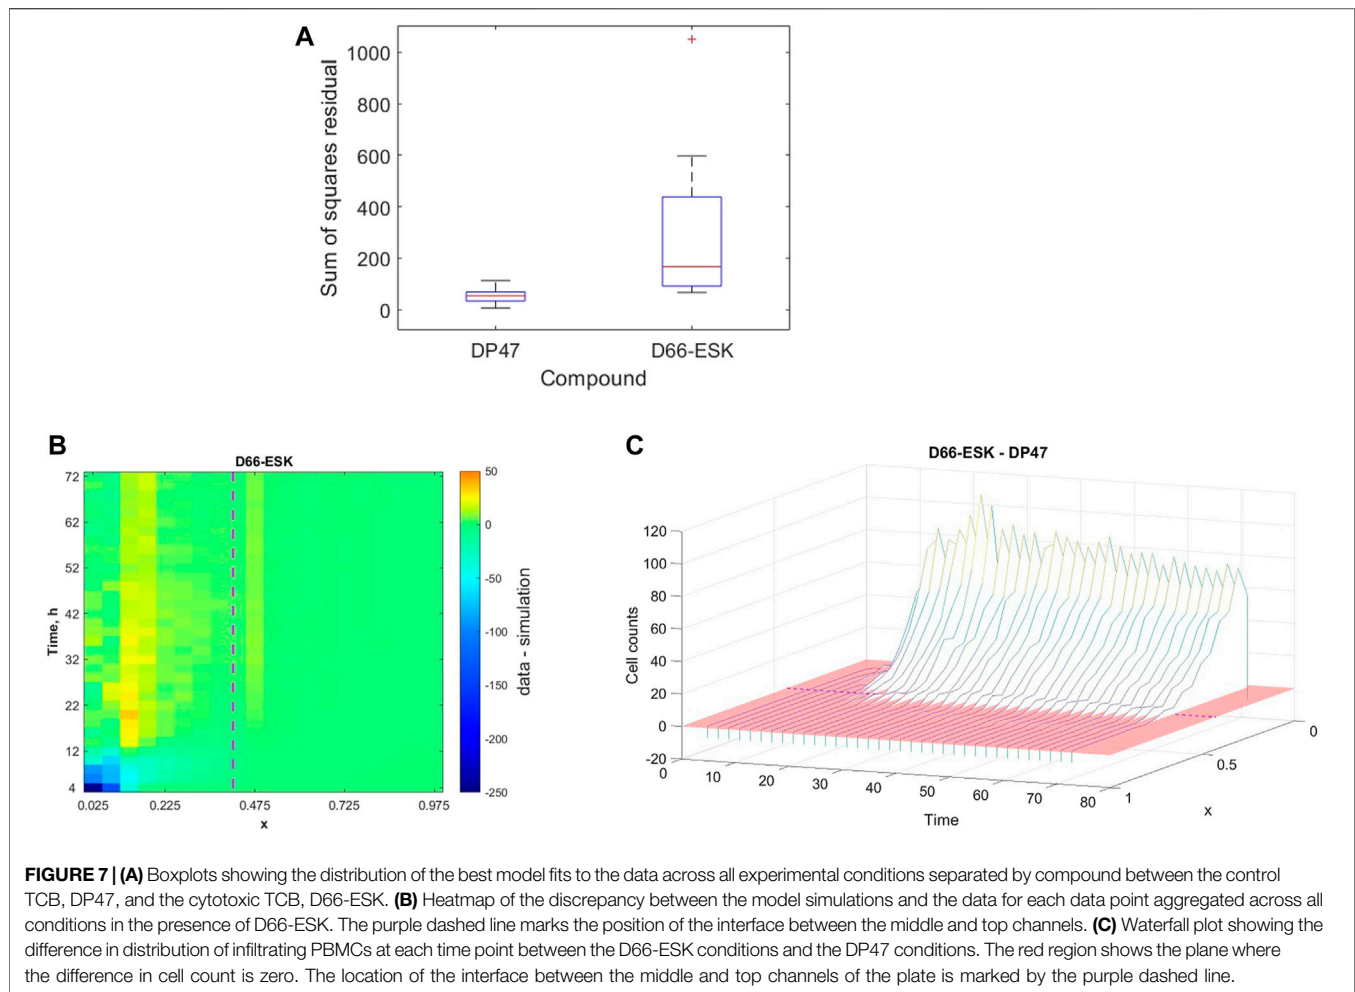 A
Sum of squares residual
1000
800
600
400
200
0
DP47
D66-ESK
Compound
B
D66-ESK
Time, h
72
62
52
42
32
22
12
4
0.025
0.225
0.475
0.725
0.975
x
50
0
-50
-100
-150
-200
-250
data - simulation
C
D66-ESK - DP47
Cell counts
120
100
80
60
40
20
0
-20
0
10
20
30
40
50
60
70
80
Time
0
0.5
1
x
FIGURE 7 | (A) Boxplots showing the distribution of the best model fits to the data across all experimental conditions separated by compound between the control
TCB, DP47, and the cytotoxic TCB, D66-ESK. (B) Heatmap of the discrepancy between the model simulations and the data for each data point aggregated across all
conditions in the presence of D66-ESK. The purple dashed line marks the position of the interface between the middle and top channels. (C) Waterfall plot showing the
difference in distribution of infiltrating PBMCs at each time point between the D66-ESK conditions and the DP47 conditions. The red region shows the plane where
the difference in cell count is zero. The location of the interface between the middle and top channels of the plate is marked by the purple dashed line.